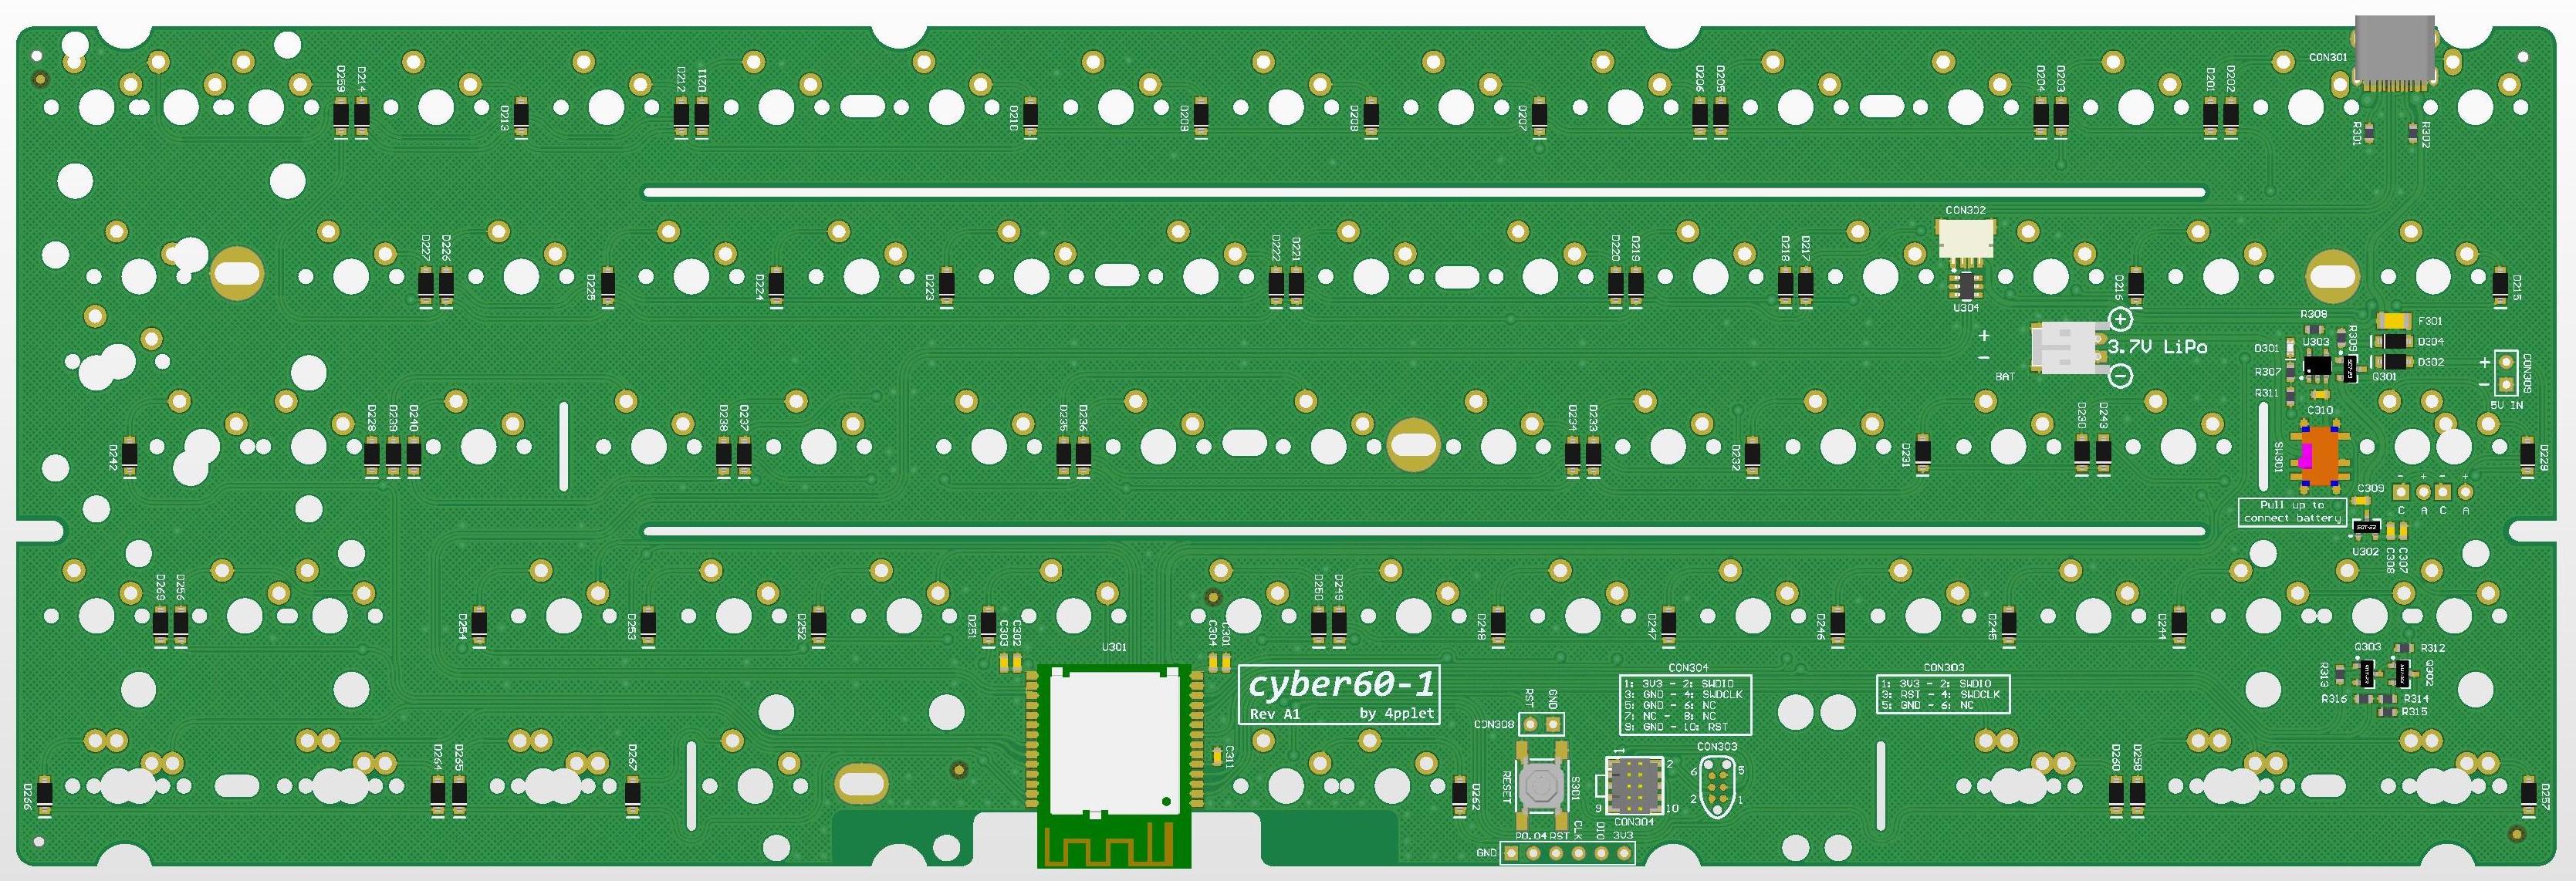 CON301
D259
D214
D213
D212
D211
D210
D209
D208
D207
D206
D205
D204
D203
D201
D202
R301
R302
CON302
U304
D227
D226
D225
D224
D223
D222
D221
D220
D219
D218
D217
D216
D215
+
-
BAT
+
3.7V LiPo
-
R308
R309
F301
D301
U303
D304
R307
Q301
D302
R311
C310
+
-
CON309
5V IN
D242
D228
D239
D240
D238
D237
D235
D236
D234
D233
D232
D231
D230
D243
SW301
D229
Pull up to
connect battery
C309
- + - +
C A C A
U302
C308
C307
D269
D256
D254
D253
D252
D251
C303
C302
U301
C304
C301
D250
D249
D248
D247
D246
D245
D244
Q303
R312
R313
Q302
R316
R314
R315
cyber60-1
Rev A1 by 4pplet
CON304
1: 3V3 - 2: SWDIO
3: GND - 4: SWDCLK
5: GND - 6: NC
7: NC - 8: NC
9: GND - 10: RST
CON303
1: 3V3 - 2: SWDIO
3: RST - 4: SWDCLK
5: GND - 6: NC
RST
GND
CON308
C311
D266
D264
D265
D267
D262
RESET
S301
1
2
9
10
CON304
CON303
6
5
2
1
D260
D258
D257
P0.04
RST
CLK
DIO
3V3
GND